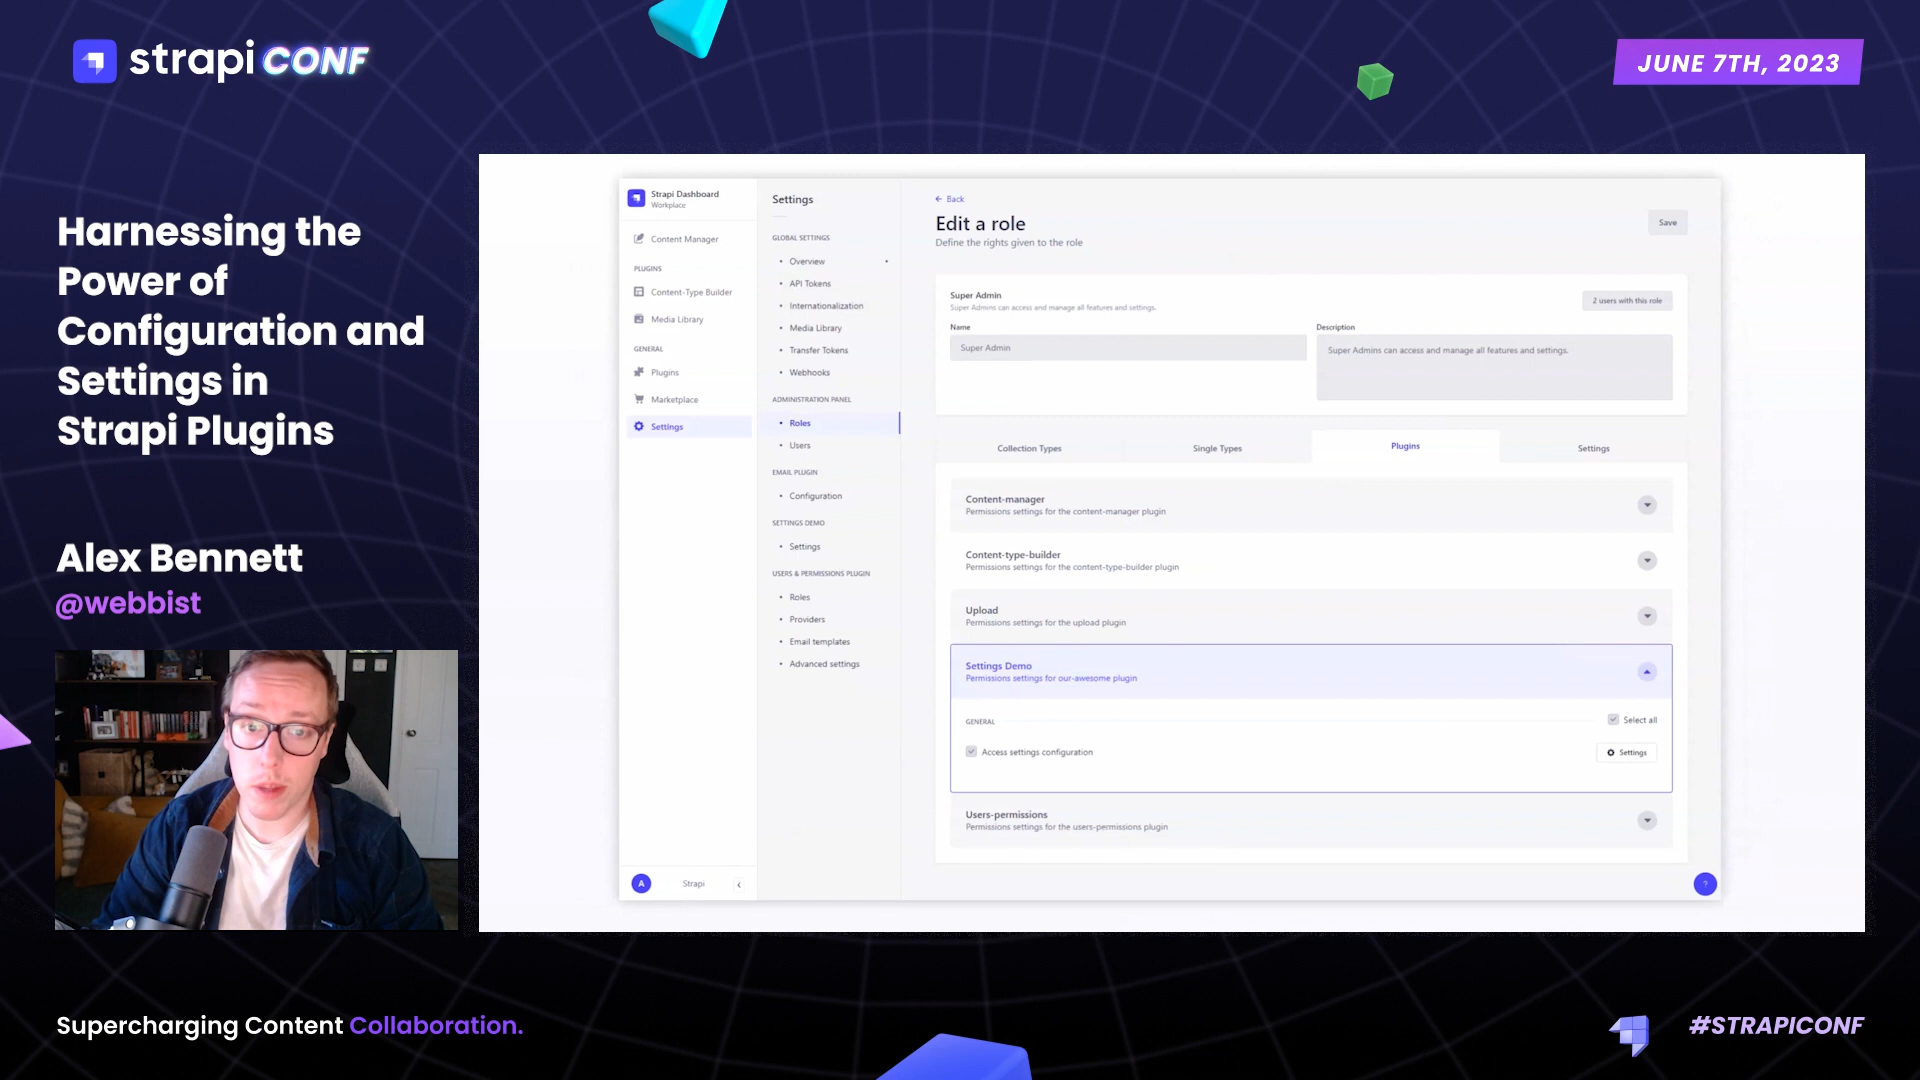 strapi CONF
JUNE 7TH, 2023
Harnessing the
Power of
Configuration and
Settings in
Strapi Plugins
Alex Bennett
@webbist
Strapi Dashboard
Workplace
Content Manager
PLUGINS
Content-Type Builder
Media Library
GENERAL
Plugins
Marketplace
Settings
A
Strapi
Settings
GLOBAL SETTINGS
Overview
API Tokens
Internationalization
Media Library
Transfer Tokens
Webhooks
ADMINISTRATION PANEL
Roles
Users
EMAIL PLUGIN
Configuration
SETTINGS DEMO
Settings
USERS & PERMISSIONS PLUGIN
Roles
Providers
Email templates
Advanced settings
Back
Edit a role
Define the rights given to the role
Save
Super Admin
Super Admins can access and manage all features and settings.
2 users with this role
Name
Description
Super Admin
Super Admins can access and manage all features and settings.
Collection Types
Single Types
Plugins
Settings
Content-manager
Permissions settings for the content-manager plugin
Content-type-builder
Permissions settings for the content-type-builder plugin
Upload
Permissions settings for the upload plugin
Settings Demo
Permissions settings for our-awesome plugin
GENERAL
Select all
Access settings configuration
Settings
Users-permissions
Permissions settings for the users-permissions plugin
?
Supercharging Content Collaboration.
#STRAPICONF